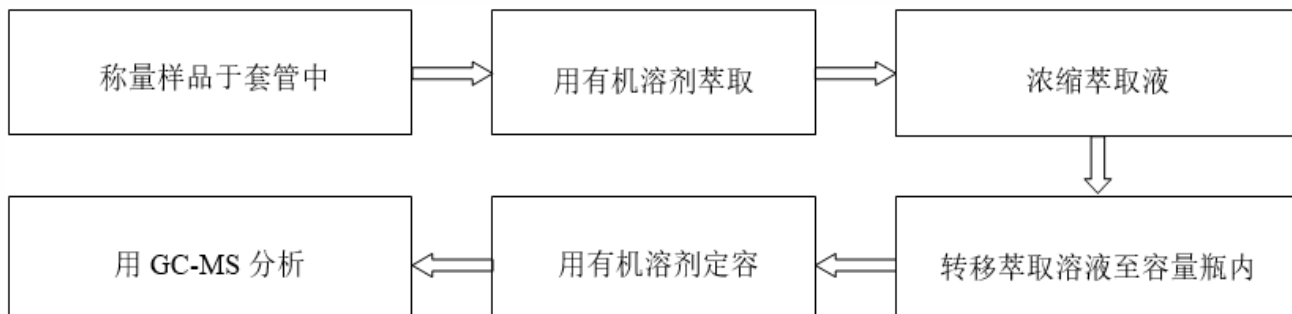 称量样品于套管中
用有机溶剂萃取
浓缩萃取液
转移萃取溶液至容量瓶内
用有机溶剂定容
用 GC-MS 分析